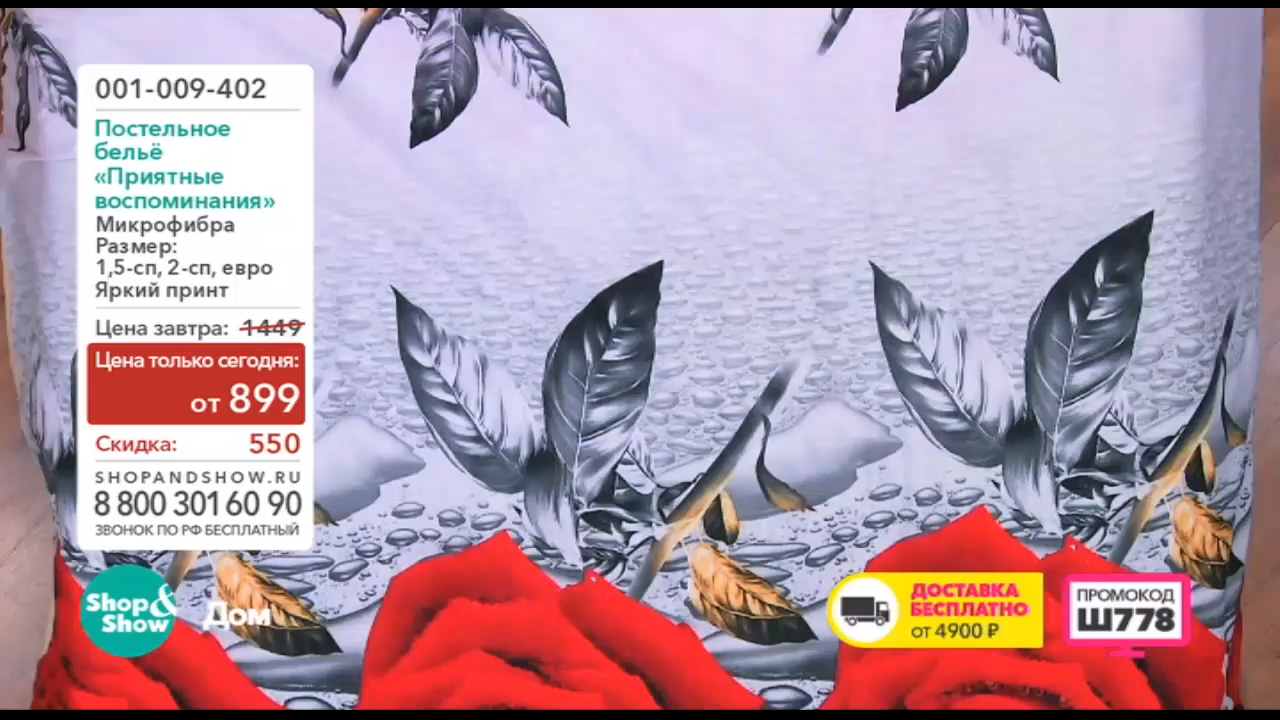 001-009-402
Постельное
бельё
«Приятные
воспоминания»
Микрофибра
Размер:
1,5-сп, 2-сп, евро
Яркий принт
Цена завтра: 1449
Цена только сегодня:
от 899
Скидка: 550
SHOPANDSHOW.RU
8 800 301 60 90
ЗВОНОК ПО РФ БЕСПЛАТНЫЙ
Shop&
Show
Дом
ДОСТАВКА
БЕСПЛАТНО
от 4900 ₽
ПРОМОКОД
Ш778